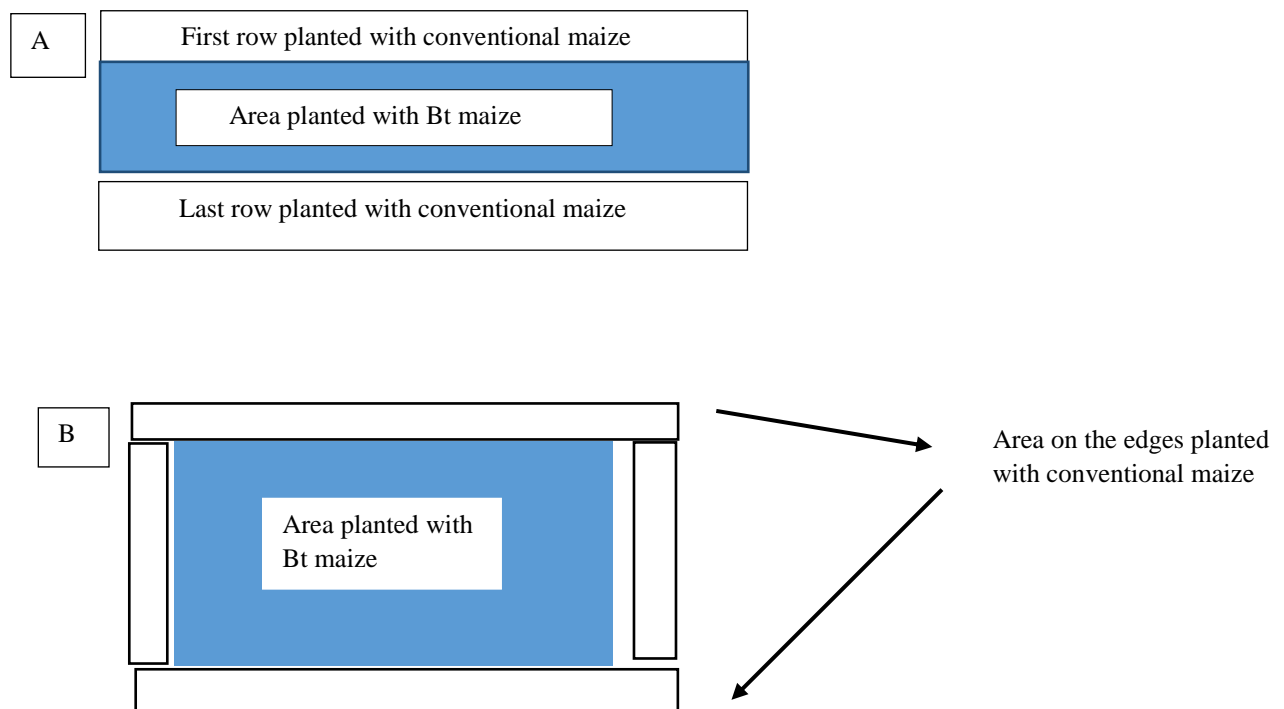 A
First row planted with conventional maize
Area planted with Bt maize
Last row planted with conventional maize
B
Area on the edges planted
with conventional maize
Area planted with
Bt maize